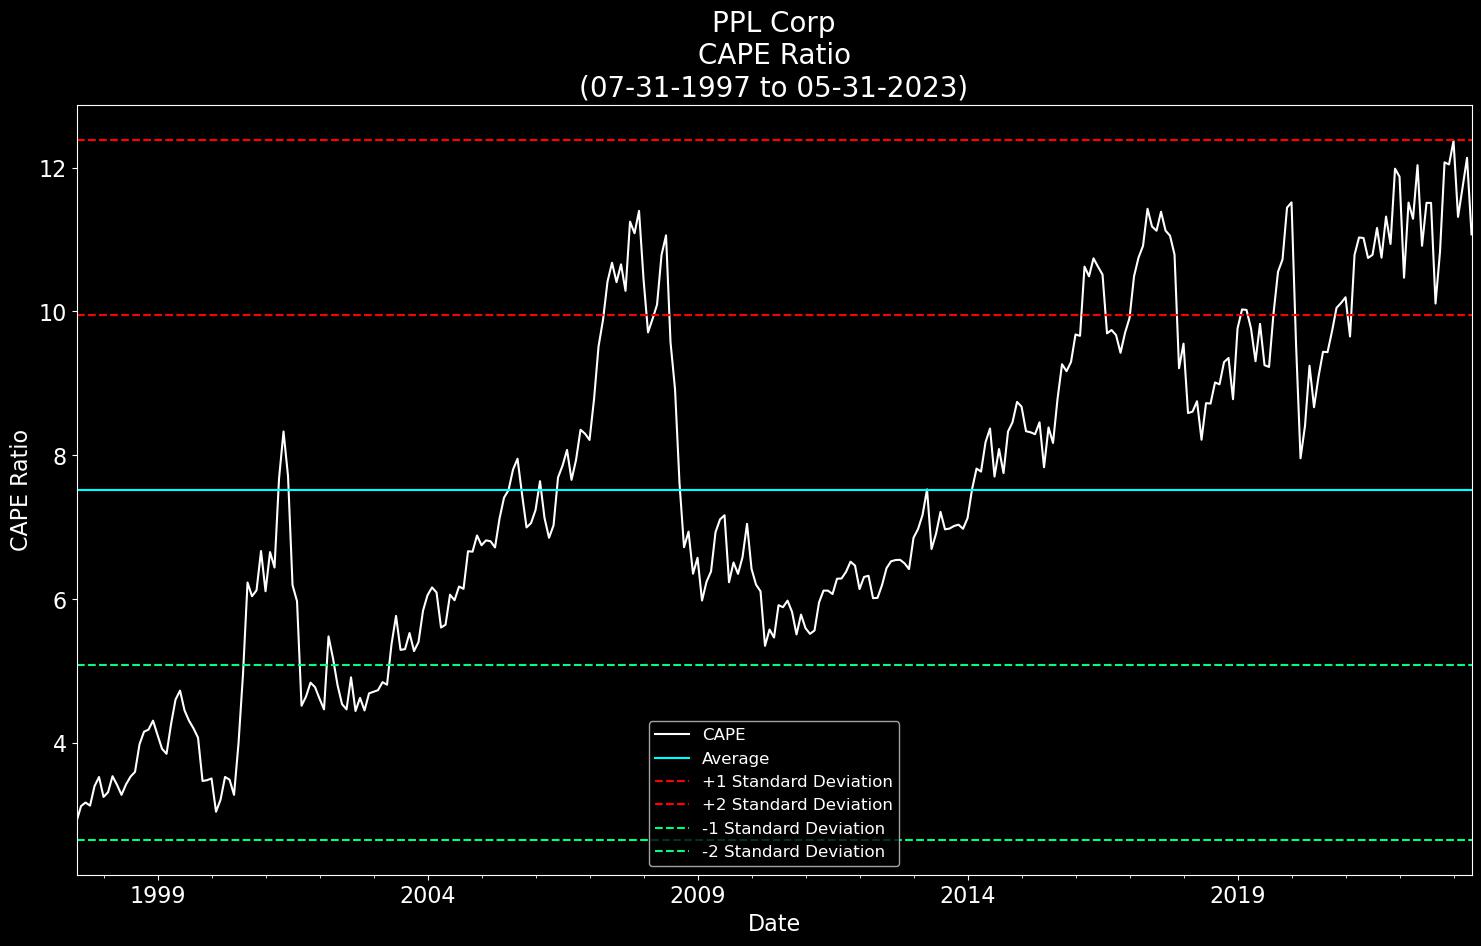 PPL Corp
CAPE Ratio
(07-31-1997 to 05-31-2023)
CAPE Ratio
12
10
8
6
4
CAPE
Average
+1 Standard Deviation
+2 Standard Deviation
-1 Standard Deviation
-2 Standard Deviation
1999
2004
2009
2014
2019
Date